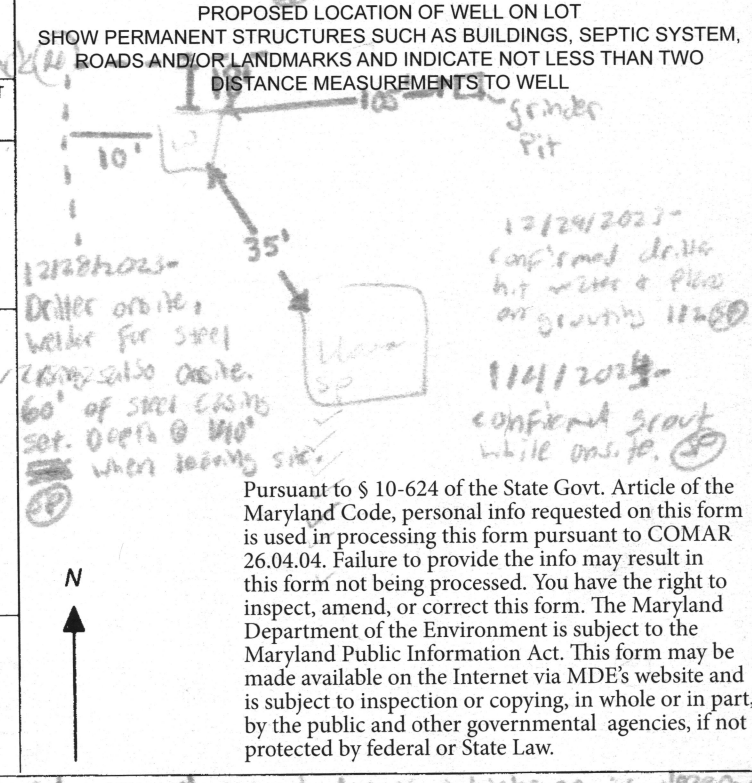 PROPOSED LOCATION OF WELL ON LOT
SHOW PERMANENT STRUCTURES SUCH AS BUILDINGS, SEPTIC SYSTEM,
ROADS AND/OR LANDMARKS AND INDICATE NOT LESS THAN TWO
DISTANCE MEASUREMENTS TO WELL
10'
100'
grinder
Pit
10'
W
35'
SP
12/28/2023-
Driller onsite,
welder for steel
also onsite.
60' of steel casing
set. Depth @
when leaving site.
SP
12/29/2023-
confirmed driller
hit water & plans
on grouting
SP
1/4/2024-
confirmed grout
while onsite. SP
N
Pursuant to § 10-624 of the State Govt. Article of the
Maryland Code, personal info requested on this form
is used in processing this form pursuant to COMAR
26.04.04. Failure to provide the info may result in
this form not being processed. You have the right to
inspect, amend, or correct this form. The Maryland
Department of the Environment is subject to the
Maryland Public Information Act. This form may be
made available on the Internet via MDE's website and
is subject to inspection or copying, in whole or in part,
by the public and other governmental agencies, if not
protected by federal or State Law.